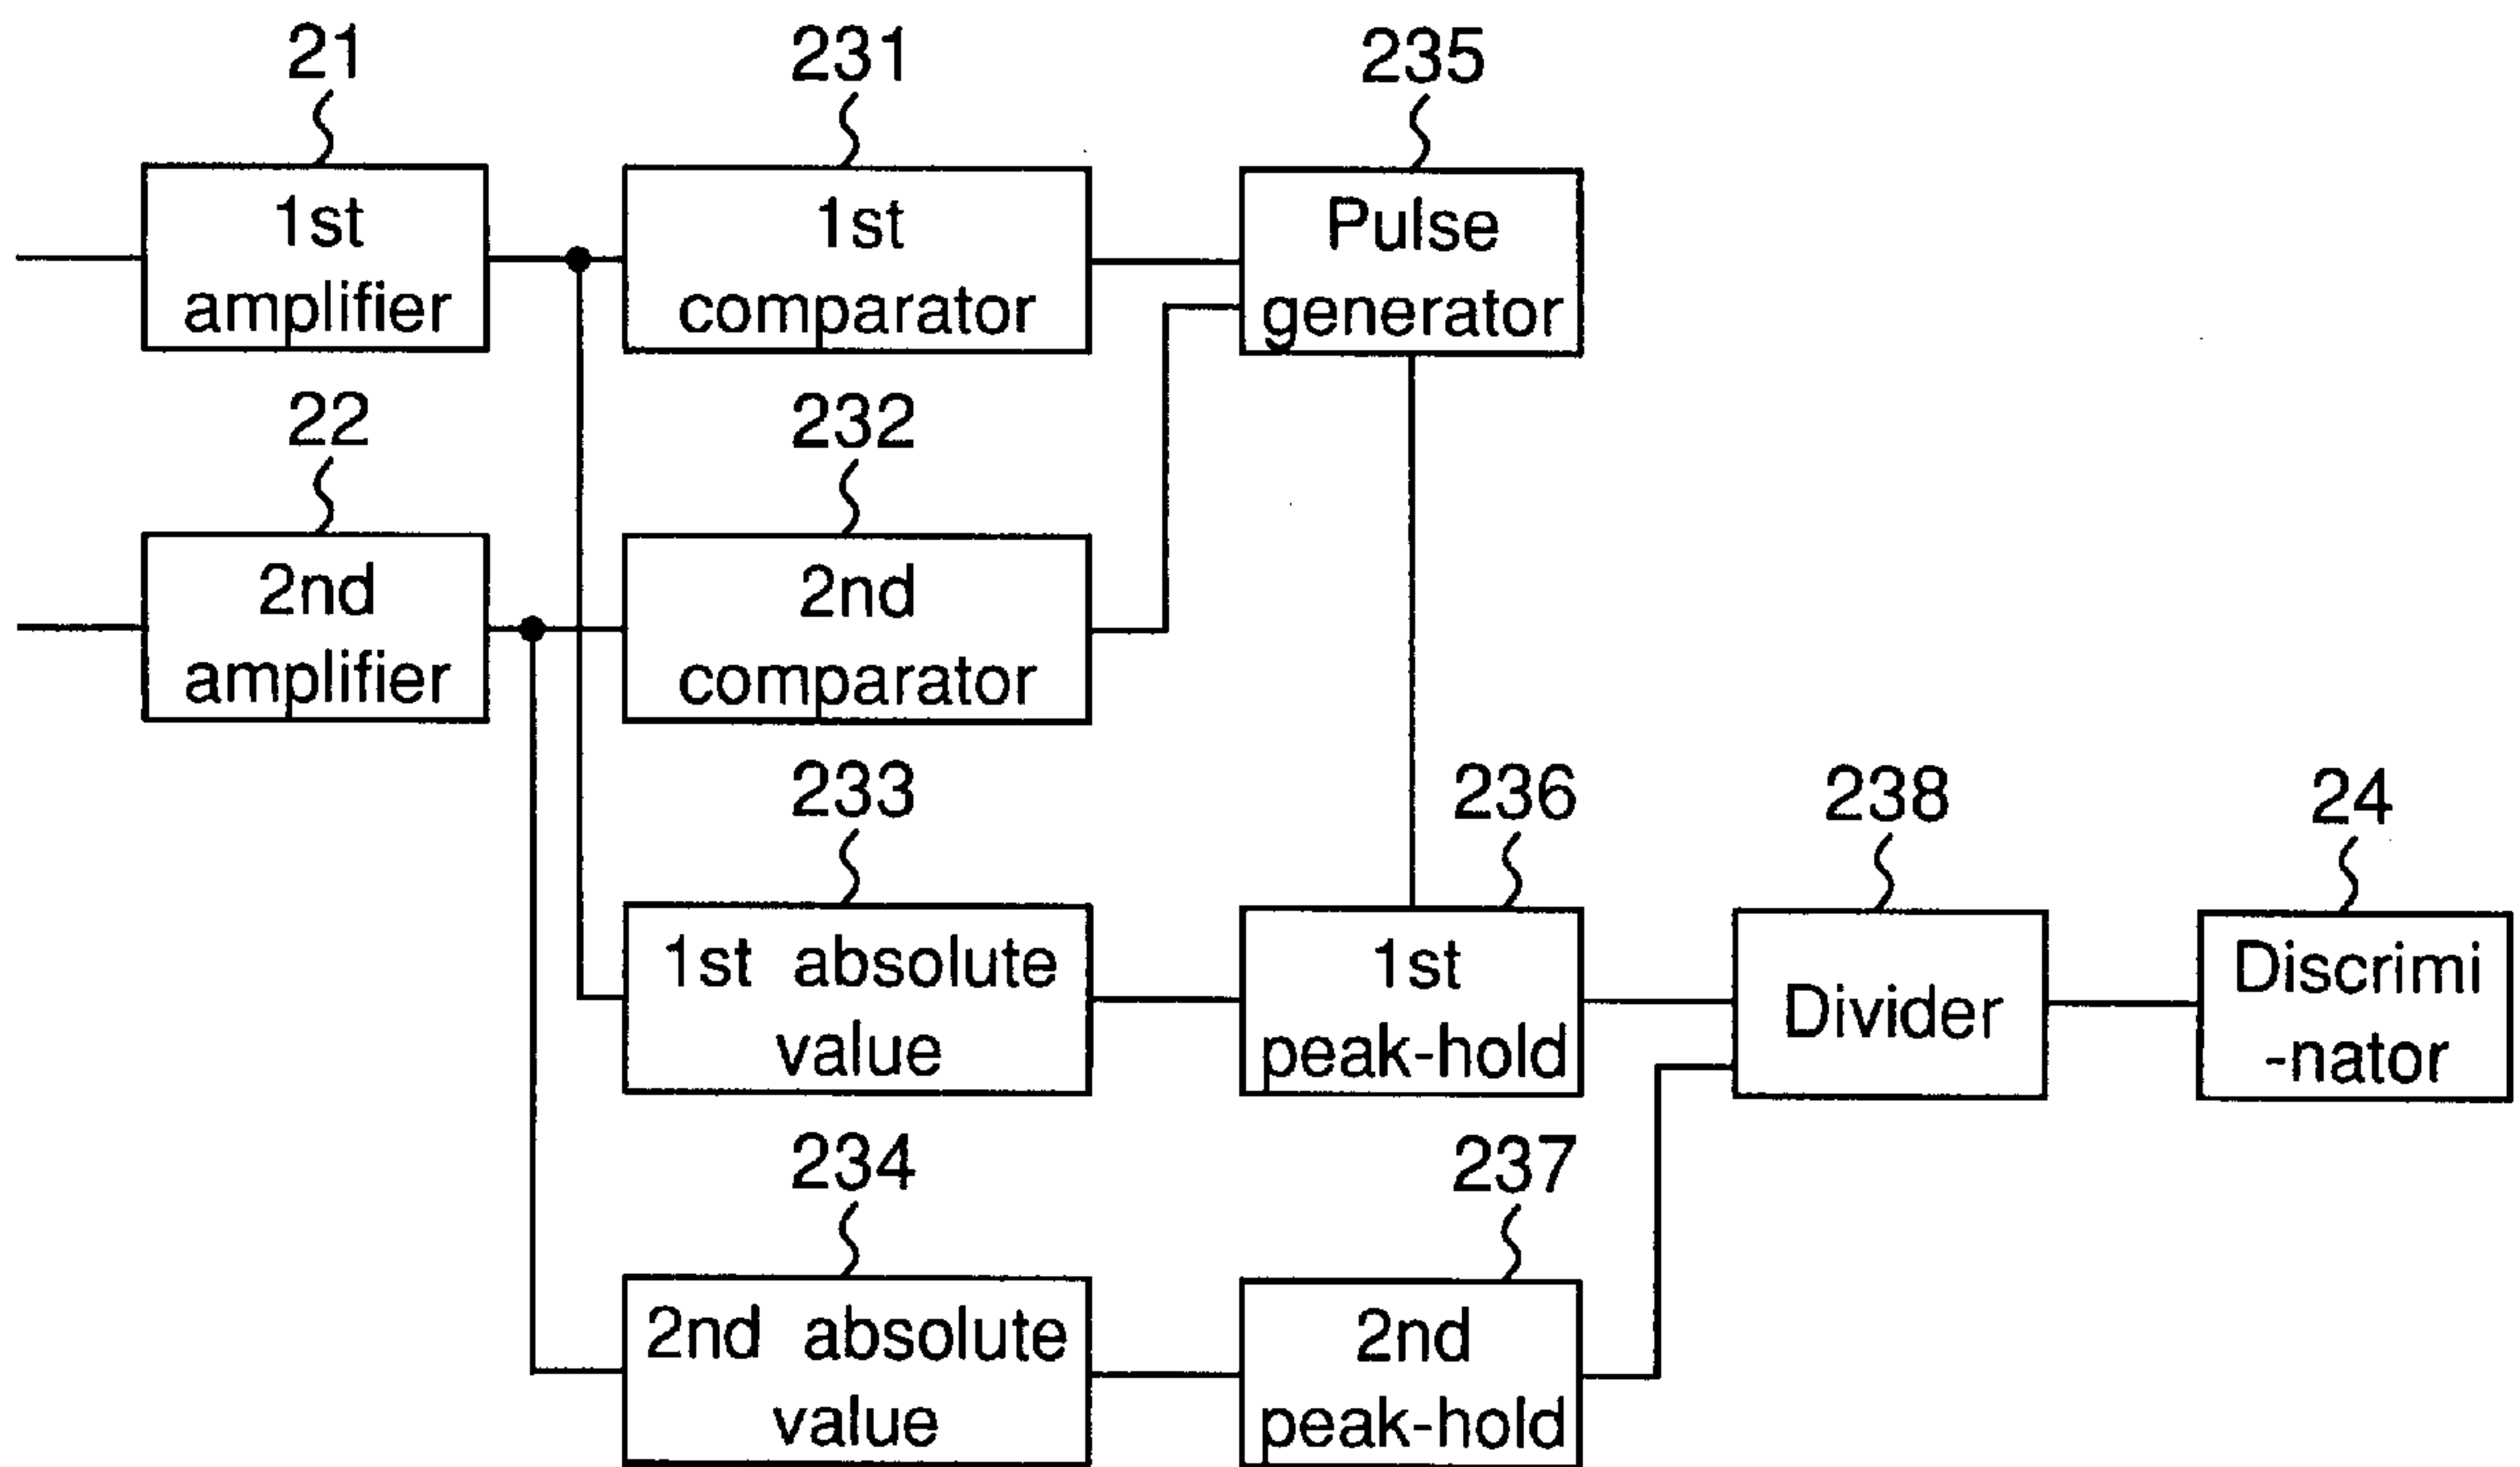 21
231
235
1st
amplifier
1st
comparator
Pulse
generator
22
232
2nd
amplifier
2nd
comparator
233
236
238
24
1st absolute
value
1st
peak-hold
Divider
Discrimi
-nator
234
237
2nd absolute
value
2nd
peak-hold